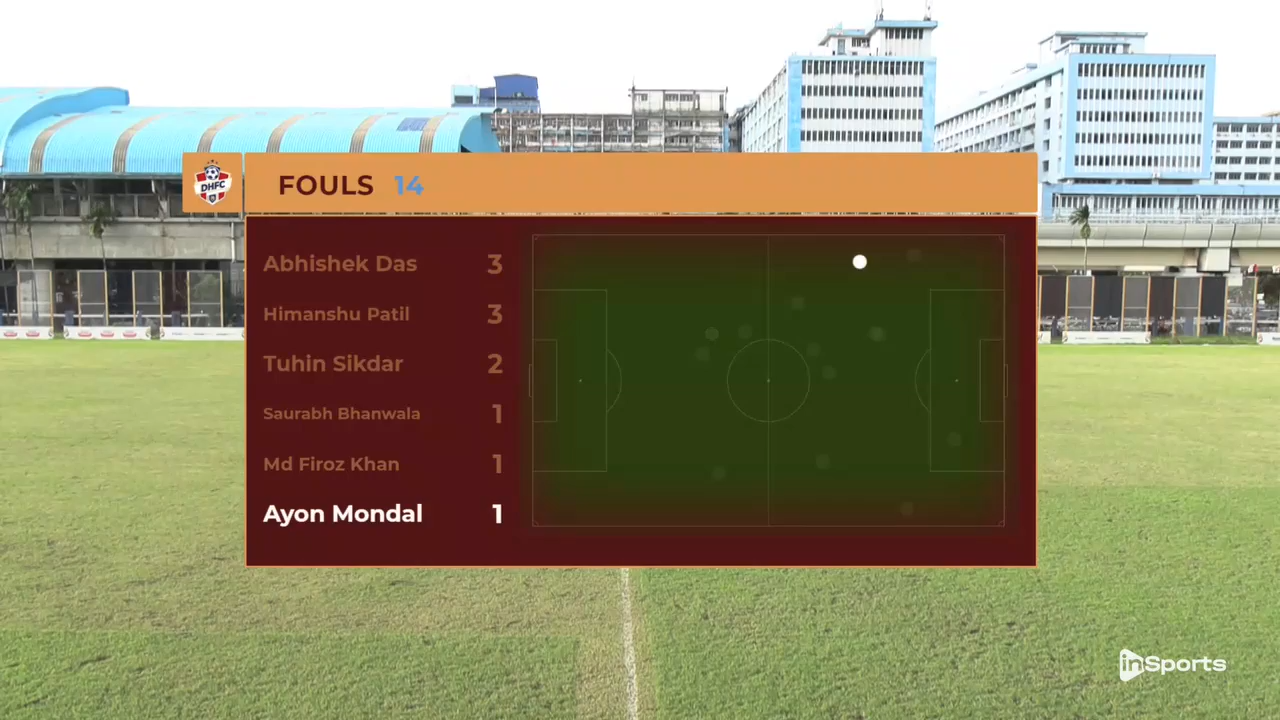 DHFC
FOULS 14
Abhishek Das 3
Himanshu Patil 3
Tuhin Sikdar 2
Saurabh Bhanwala 1
Md Firoz Khan 1
Ayon Mondal 1
inSports